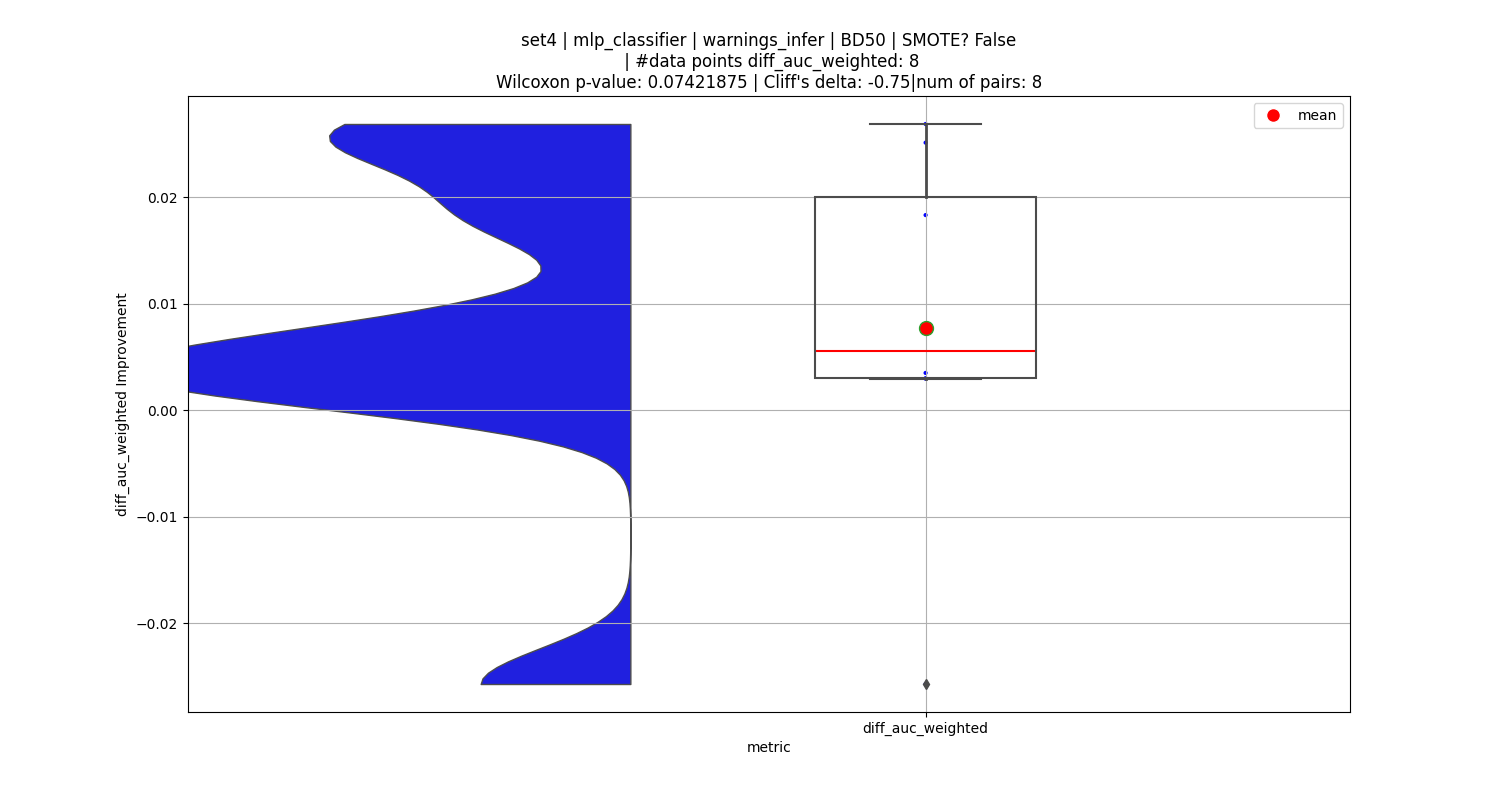 set4 | mlp_classifier | warnings_infer | BD50 | SMOTE? False
| #data points diff_auc_weighted: 8
Wilcoxon p-value: 0.07421875 | Cliff's delta: -0.75|num of pairs: 8
mean
0.02
0.01
0.00
−0.01
−0.02
diff_auc_weighted Improvement
diff_auc_weighted
metric